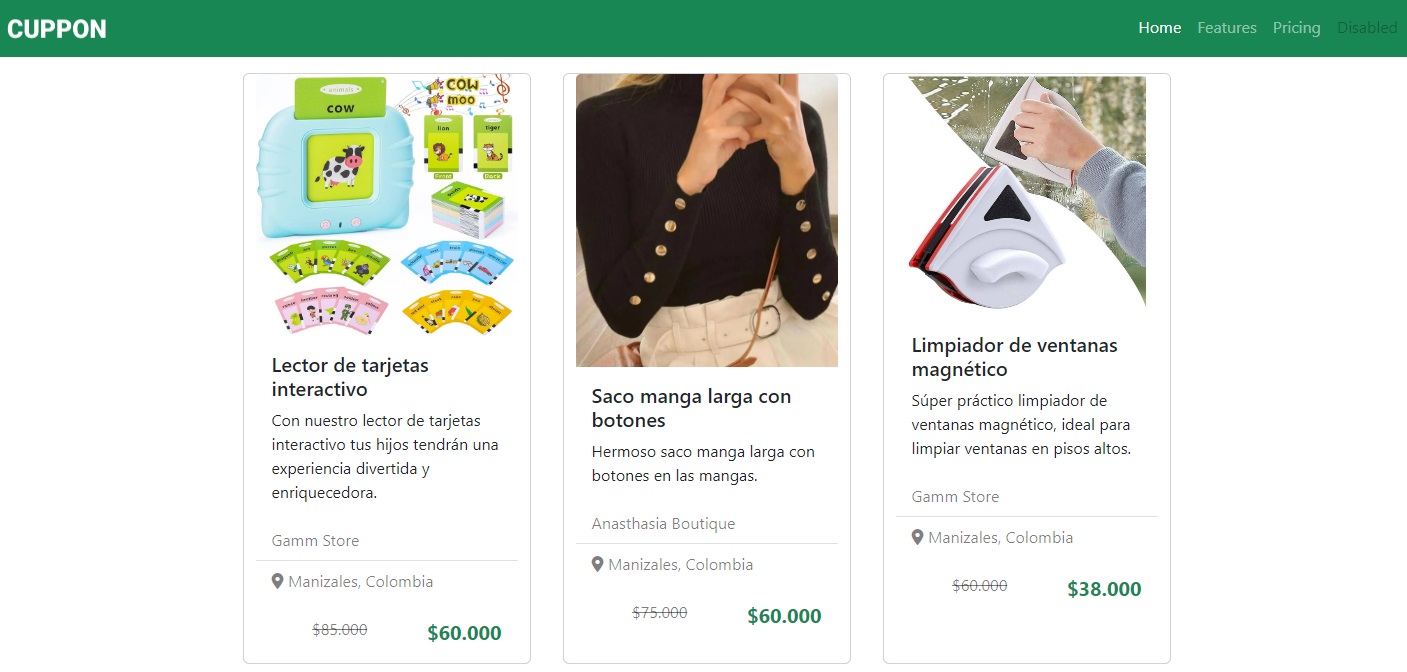 CUPPON
Home Features Pricing Disabled
animals
cow
COW
moo
lion
tiger
Lector de tarjetas
interactivo
Con nuestro lector de tarjetas
interactivo tus hijos tendrán una
experiencia divertida y
enriquecedora.
Gamm Store
Manizales, Colombia
$85.000 $60.000
Saco manga larga con
botones
Hermoso saco manga larga con
botones en las mangas.
Anasthasia Boutique
Manizales, Colombia
$75.000 $60.000
Limpiador de ventanas
magnético
Súper práctico limpiador de
ventanas magnético, ideal para
limpiar ventanas en pisos altos.
Gamm Store
Manizales, Colombia
$60.000 $38.000